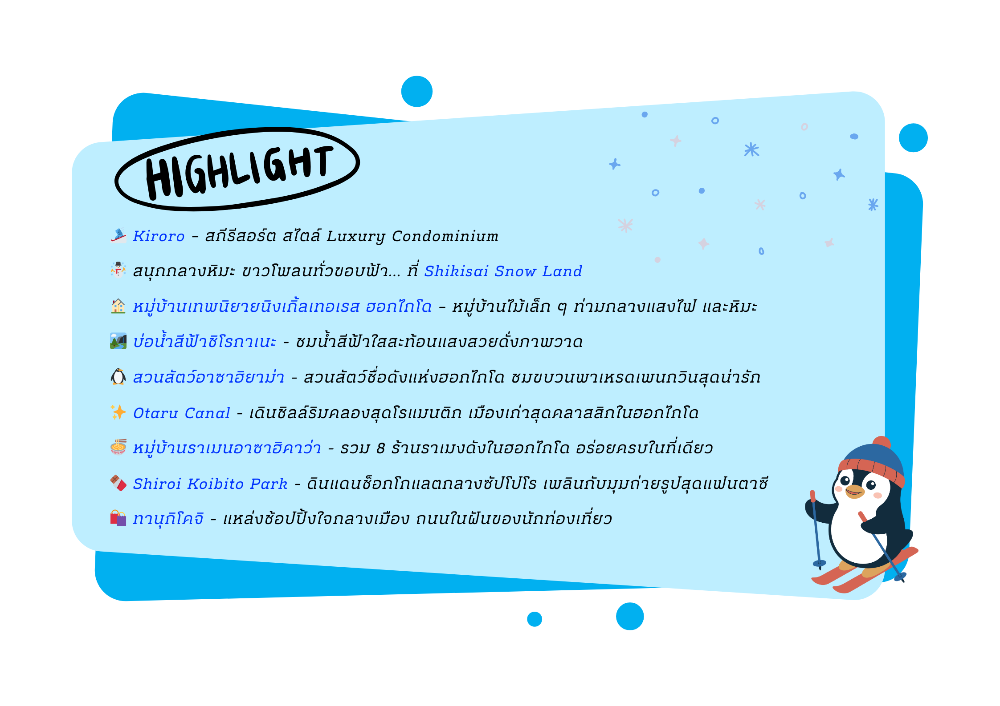 HIGHLIGHT
Kiroro – สกีรีสอร์ต สไตล์ Luxury Condominium
สนุกกลางหิมะ ขาวโพลนทั่วขอบฟ้า... ที่ Shikisai Snow Land
หมู่บ้านเทพนิยายนิงเกิ้ลเทอเรส ฮอกไกโด – หมู่บ้านไม้เล็ก ๆ ท่ามกลางแสงไฟ และหิมะ
บ่อน้ำสีฟ้าชิโรกาเนะ - ชมน้ำสีฟ้าใสสะท้อนแสงสวยดั่งภาพวาด
สวนสัตว์อาซาฮิยาม่า - สวนสัตว์ชื่อดังแห่งฮอกไกโด ชมขบวนพาเหรดเพนกวินสุดน่ารัก
Otaru Canal - เดินชิลล์ริมคลองสุดโรแมนติก เมืองเก่าสุดคลาสสิกในฮอกไกโด
หมู่บ้านราเมนอาซาฮิคาว่า - รวม 8 ร้านราเมงดังในฮอกไกโด อร่อยครบในที่เดียว
Shiroi Koibito Park - ดินแดนช็อกโกแลตกลางซัปโปโร เพลินกับมุมถ่ายรูปสุดแฟนตาซี
ทานุกิโคจิ - แหล่งช้อปปิ้งใจกลางเมือง ถนนในฝันของนักท่องเที่ยว